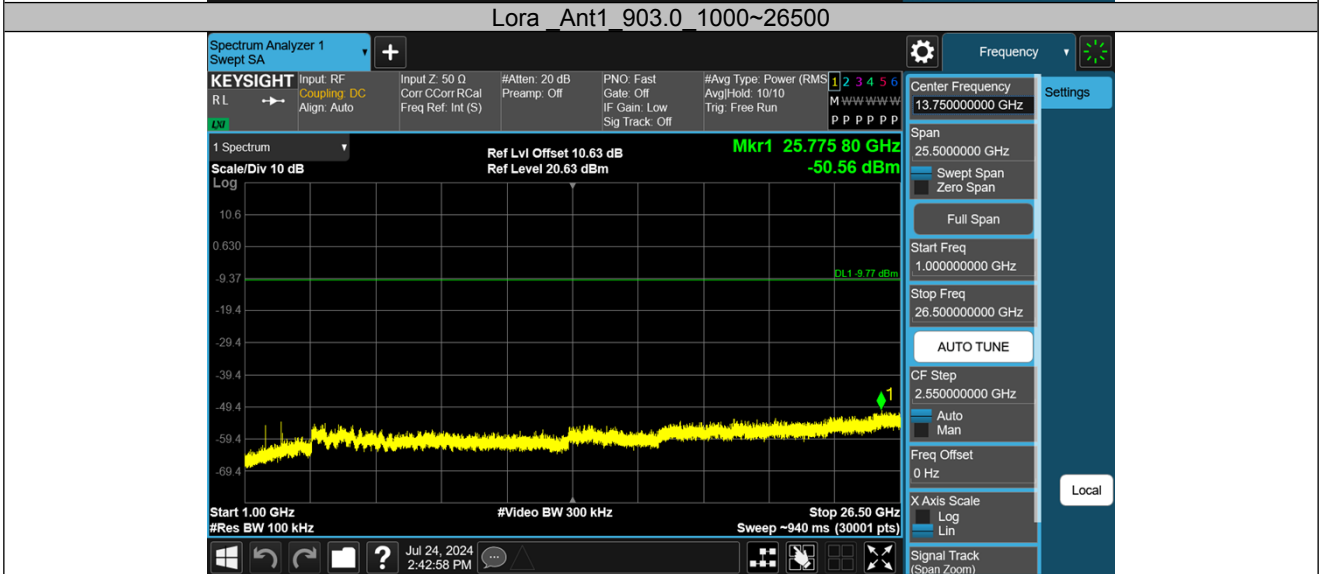 Lora _Ant1_903.0_1000~26500
Spectrum Analyzer 1
Swept SA
Frequency
KEYSIGHT
RL
LXI
Input: RF
Coupling: DC
Align: Auto
Input Z: 50 Ω
Corr CCorr RCal
Freq Ref: Int (S)
#Atten: 20 dB
Preamp: Off
PNO: Fast
Gate: Off
IF Gain: Low
Sig Track: Off
#Avg Type: Power (RMS
Avg|Hold: 10/10
Trig: Free Run
1 2 3 4 5 6
M W W W W W
P P P P P P
1 Spectrum
Scale/Div 10 dB
Log
Ref Lvl Offset 10.63 dB
Ref Level 20.63 dBm
Mkr1 25.775 80 GHz
-50.56 dBm
10.6
0.630
-9.37
-19.4
-29.4
-39.4
-49.4
-59.4
-69.4
DL1 -9.77 dBm
1
Start 1.00 GHz
#Res BW 100 kHz
#Video BW 300 kHz
Stop 26.50 GHz
Sweep ~940 ms (30001 pts)
Center Frequency
13.750000000 GHz
Span
25.5000000 GHz
Swept Span
Zero Span
Full Span
Start Freq
1.000000000 GHz
Stop Freq
26.500000000 GHz
AUTO TUNE
CF Step
2.550000000 GHz
Auto
Man
Freq Offset
0 Hz
X Axis Scale
Log
Lin
Signal Track
(Span Zoom)
Settings
Local
?
Jul 24, 2024
2:42:58 PM